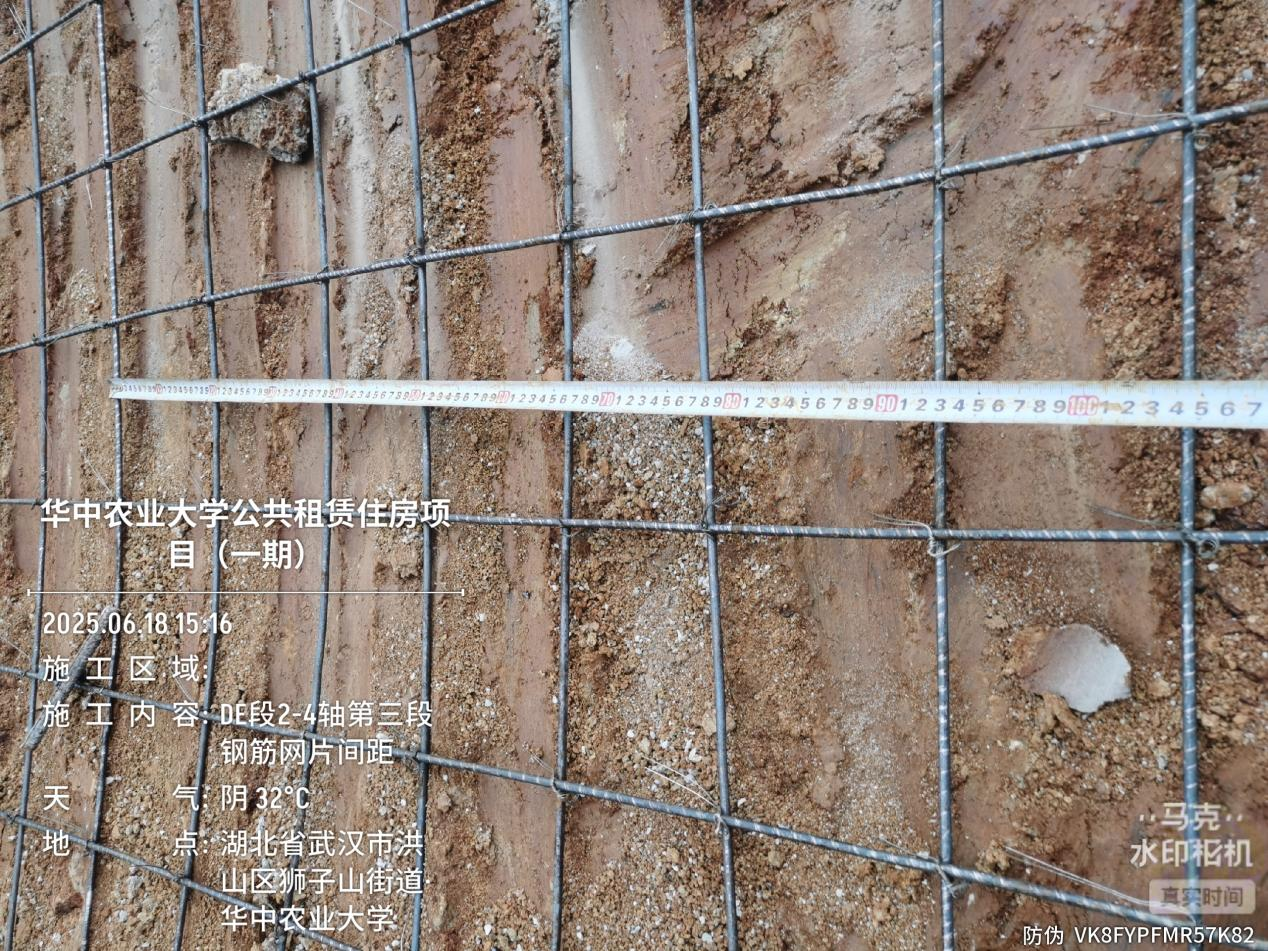 1234567891012345678920123456789301234567894012345678950123456789601234567897012345678980123456789901234567891001234567
华中农业大学公共租赁住房项
目（一期）
2025.06.18 15:16
施工区域:
施工内容: DE段2-4轴第三段
钢筋网片间距
天气: 阴 32°C
地点: 湖北省武汉市洪
山区狮子山街道·
华中农业大学
马克
水印相机
真实时间
防伪 VK8FYPFMR57K82